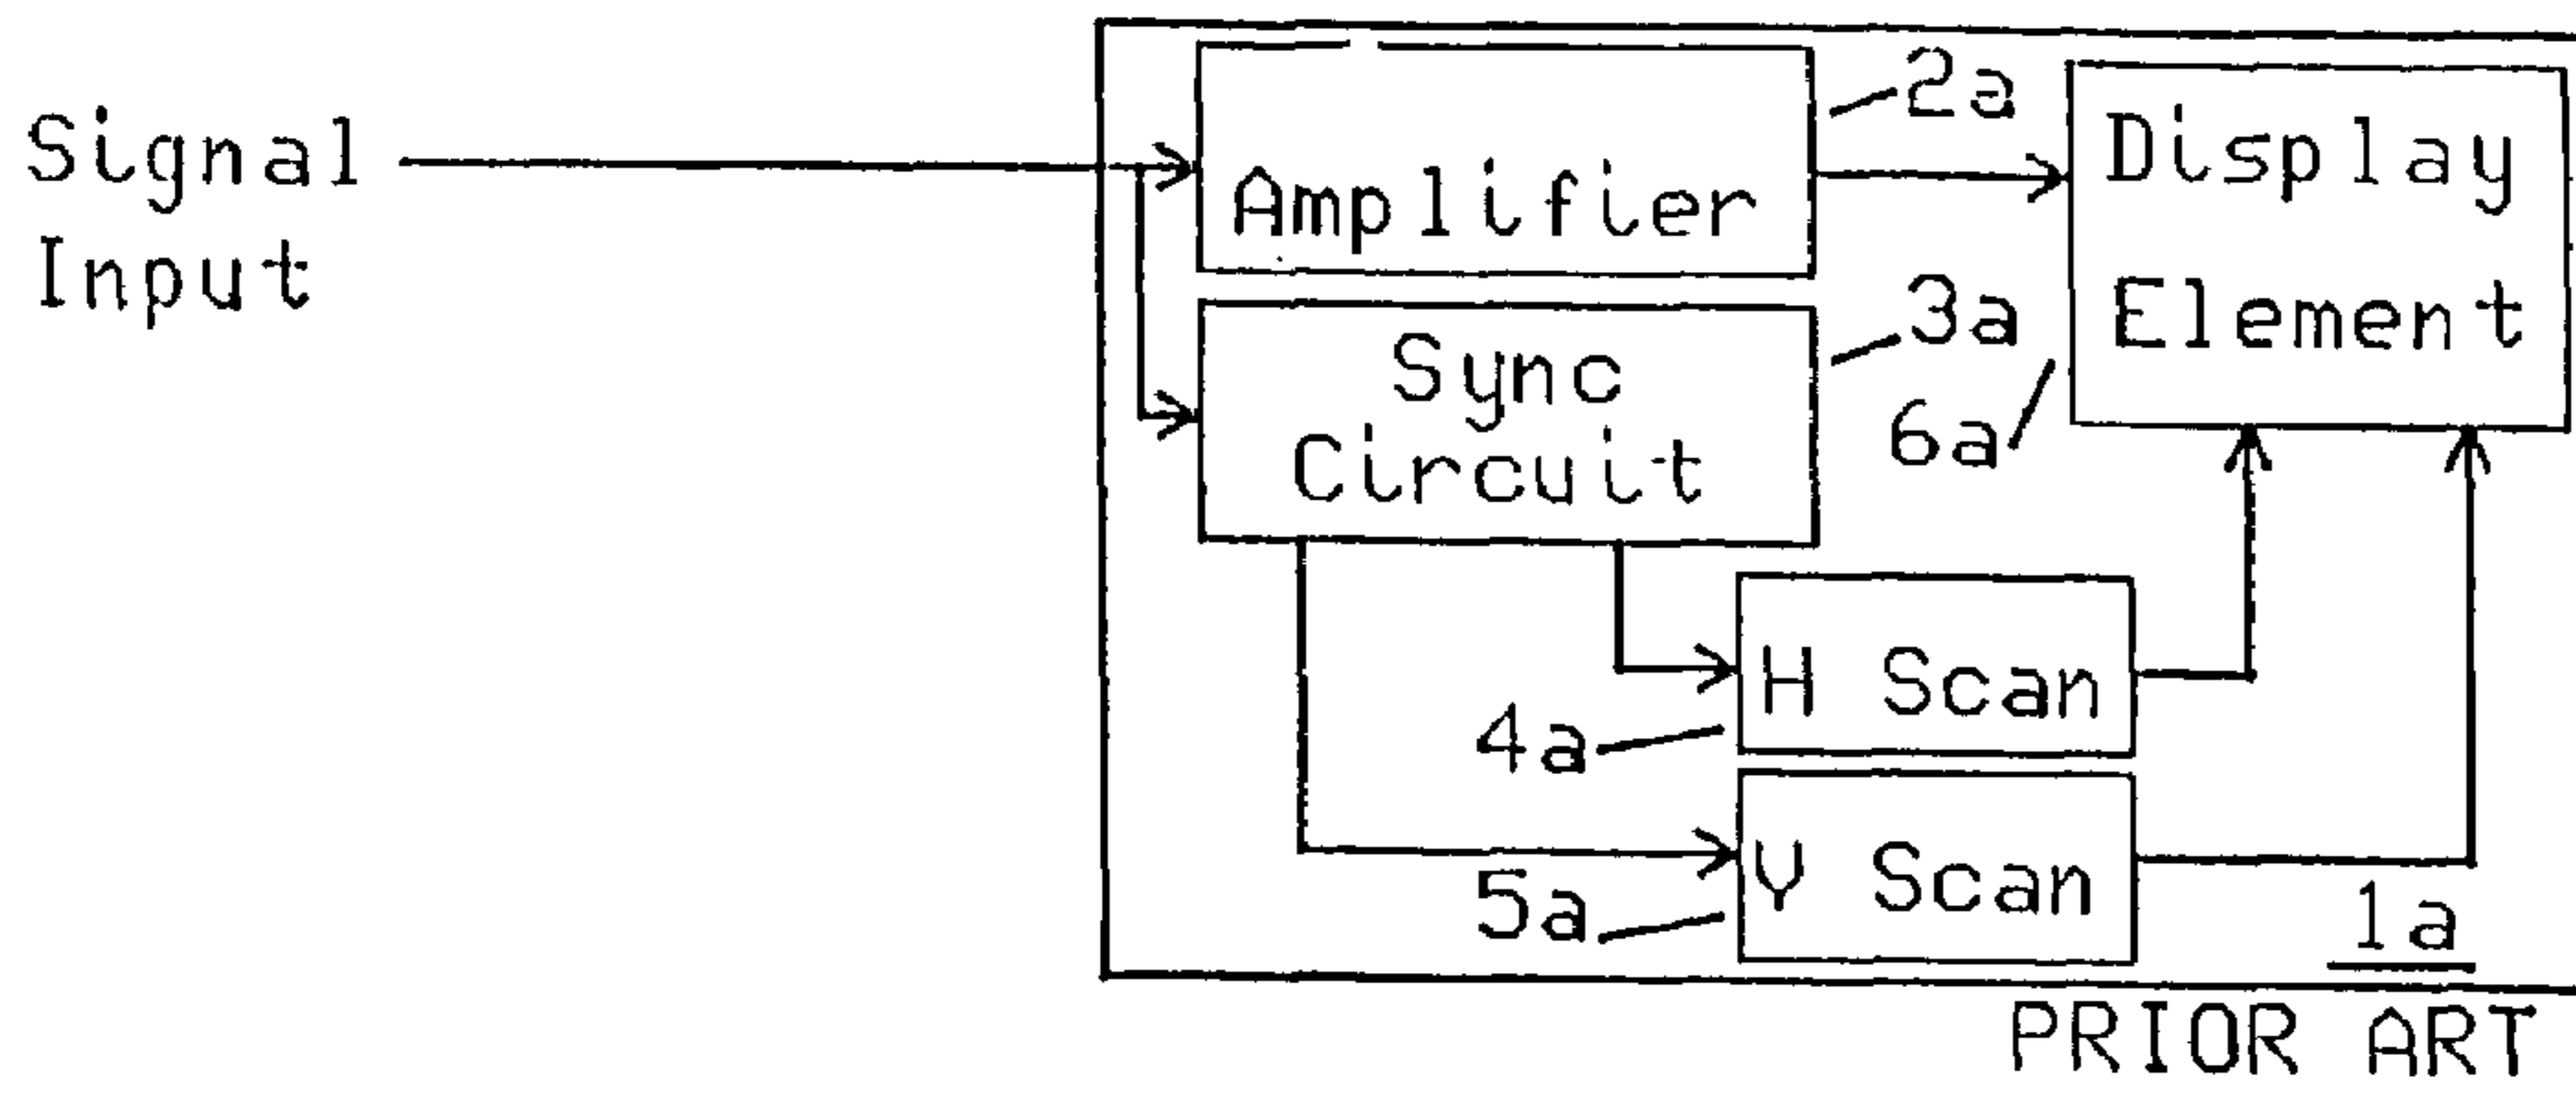 Signal
Input
Amplifier
2a
Display
Element
6a
Sync
Circuit
3a
H Scan
4a
V Scan
5a
1a
PRIOR ART